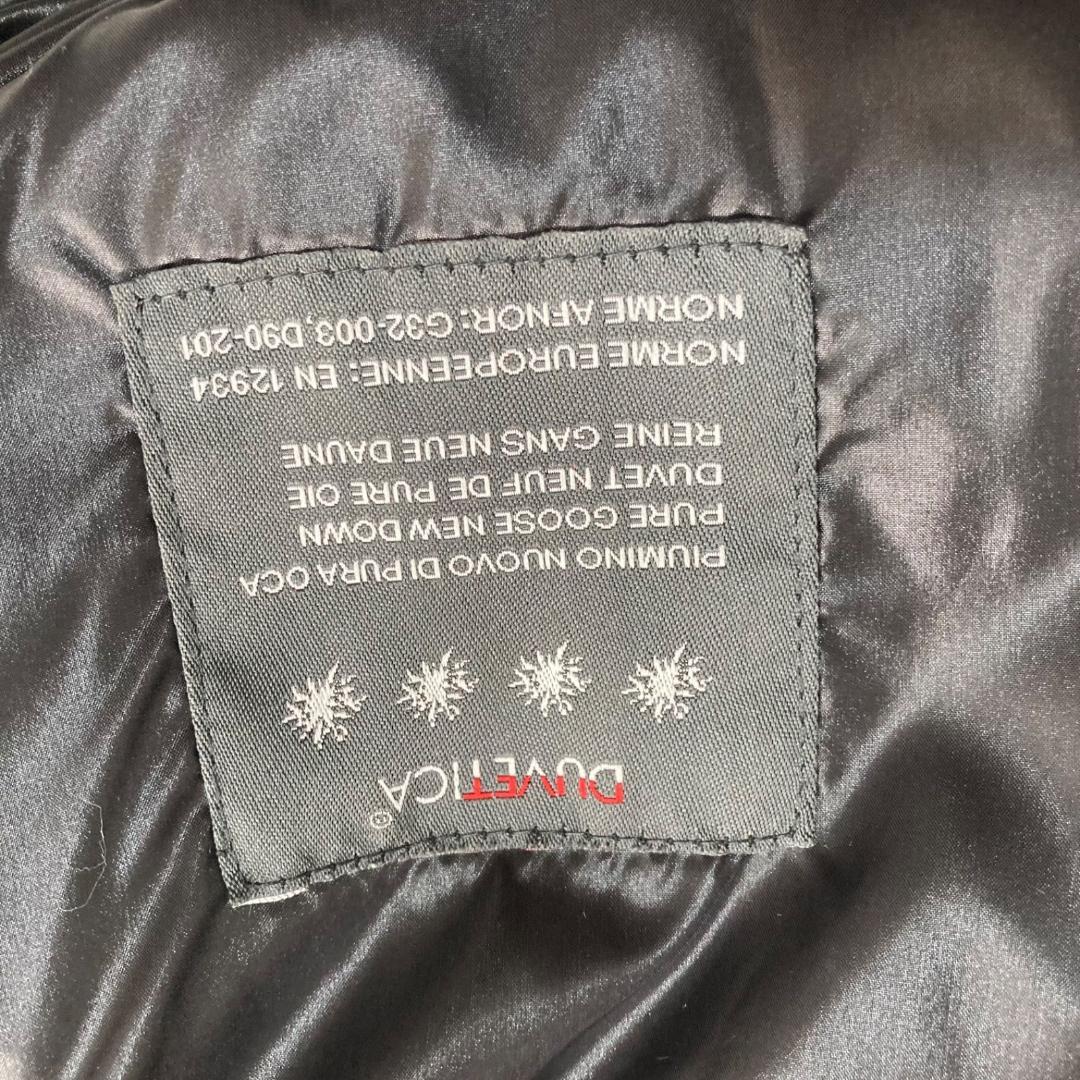 DUVETICA®
PIUMINO NUOVO DI PURA OCA
PURE GOOSE NEW DOWN
DUVET NEUF DE PURE OIE
REINE GANS NEUE DAUNE
NORME EUROPEENNE: EN 12934
NORME AFNOR: G32-003,D90-201